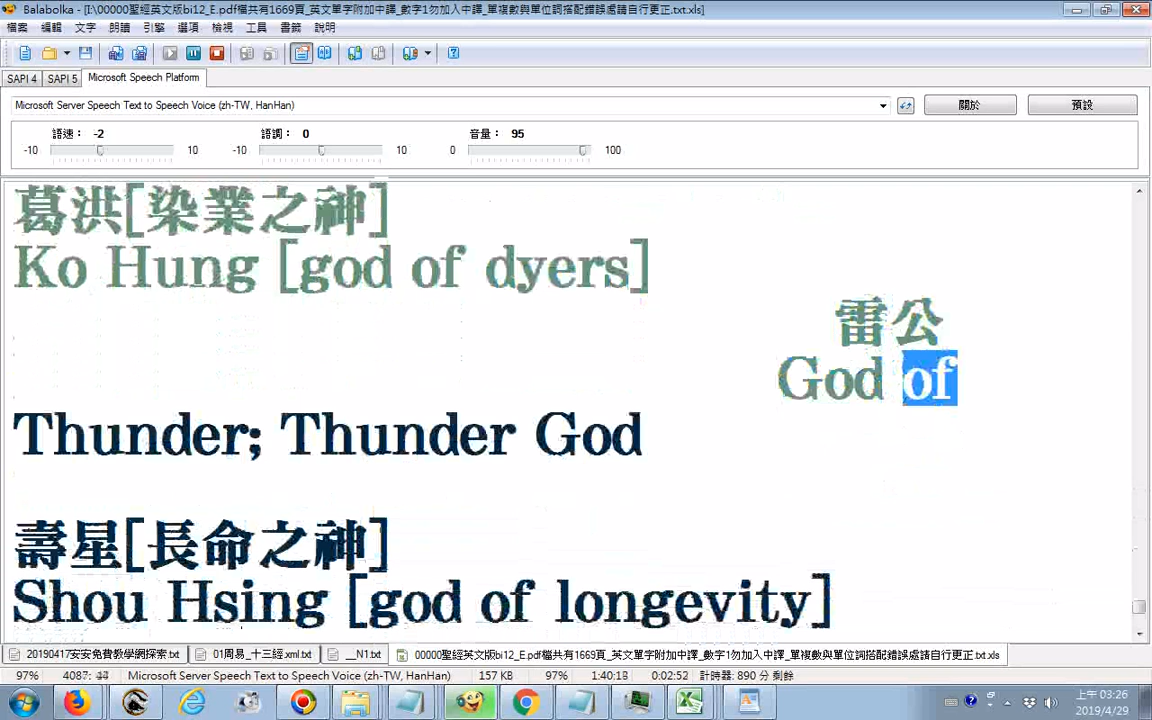 Balabolka - [I:\00000聖經英文版bi12_E.pdf檔共有1669頁_英文單字附加中譯_數字1勿加入中譯_單複數與單位詞搭配錯誤處請自行更正.txt.xls]
檔案 編輯 文字 朗讀 引擎 選項 檢視 工具 書籤 說明
SAPI 4 SAPI 5 Microsoft Speech Platform
Microsoft Server Speech Text to Speech Voice (zh-TW, HanHan) 關於 預設
語速： -2 語調： 0 音量： 95
-10 10 -10 10 0 100
葛洪[染業之神]
Ko Hung [god of dyers]
雷公
God of
Thunder; Thunder God
壽星[長命之神]
Shou Hsing [god of longevity]
20190417安安免費教學網探索.txt 01周易_十三經.xml.txt __N1.txt 00000聖經英文版bi12_E.pdf檔共有1669頁_英文單字附加中譯_數字1勿加入中譯_單複數與單位詞搭配錯誤處請自行更正.txt.xls
97% 4087: 44 Microsoft Server Speech Text to Speech Voice (zh-TW, HanHan) 157 KB 97% 1:40:18 0:02:52 計時器: 890 分 剩餘
上午 03:26
2019/4/29